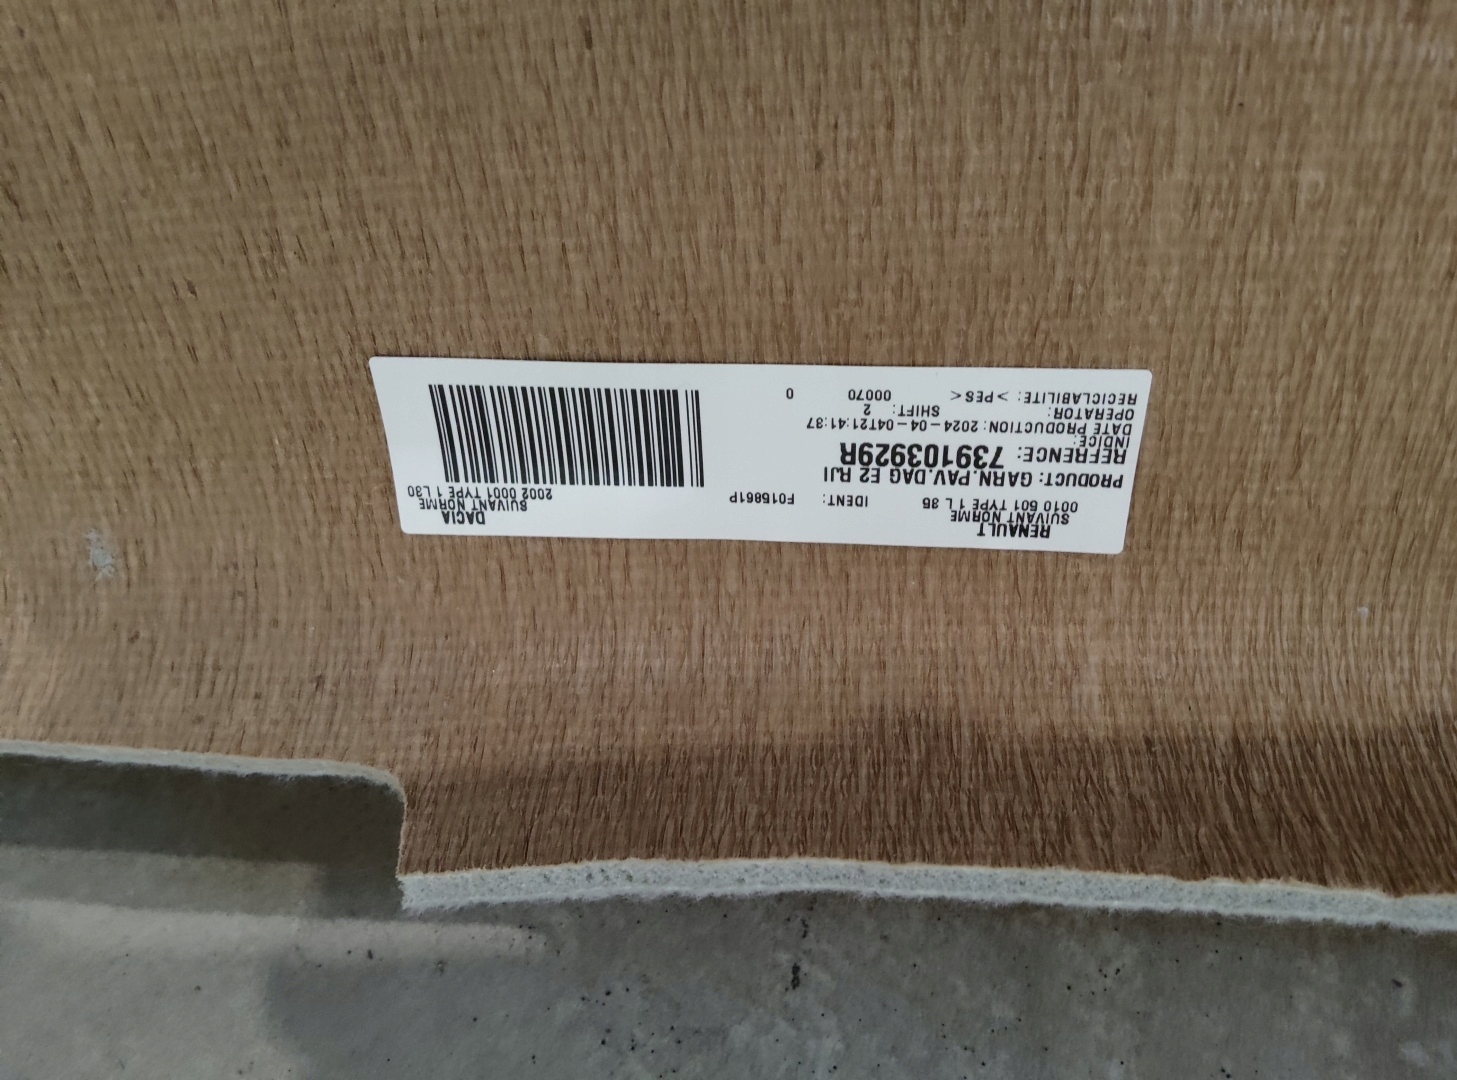 RENAULT
SUIVANT NORME
0010 501 TYPE 1 L 35
IDENT: F015861P
DACIA
SUIVANT NORME
2002 0001 TYPE 1 L30
PRODUCT: GARN.PAV.DAG E2 RJI
REFRENCE: 739103929R
INDICE:
DATE PRODUCTION: 2024-04-04T21:41:37
OPERATOR: SHIFT: 2
RECICLABILITE: >PES< 00070 0